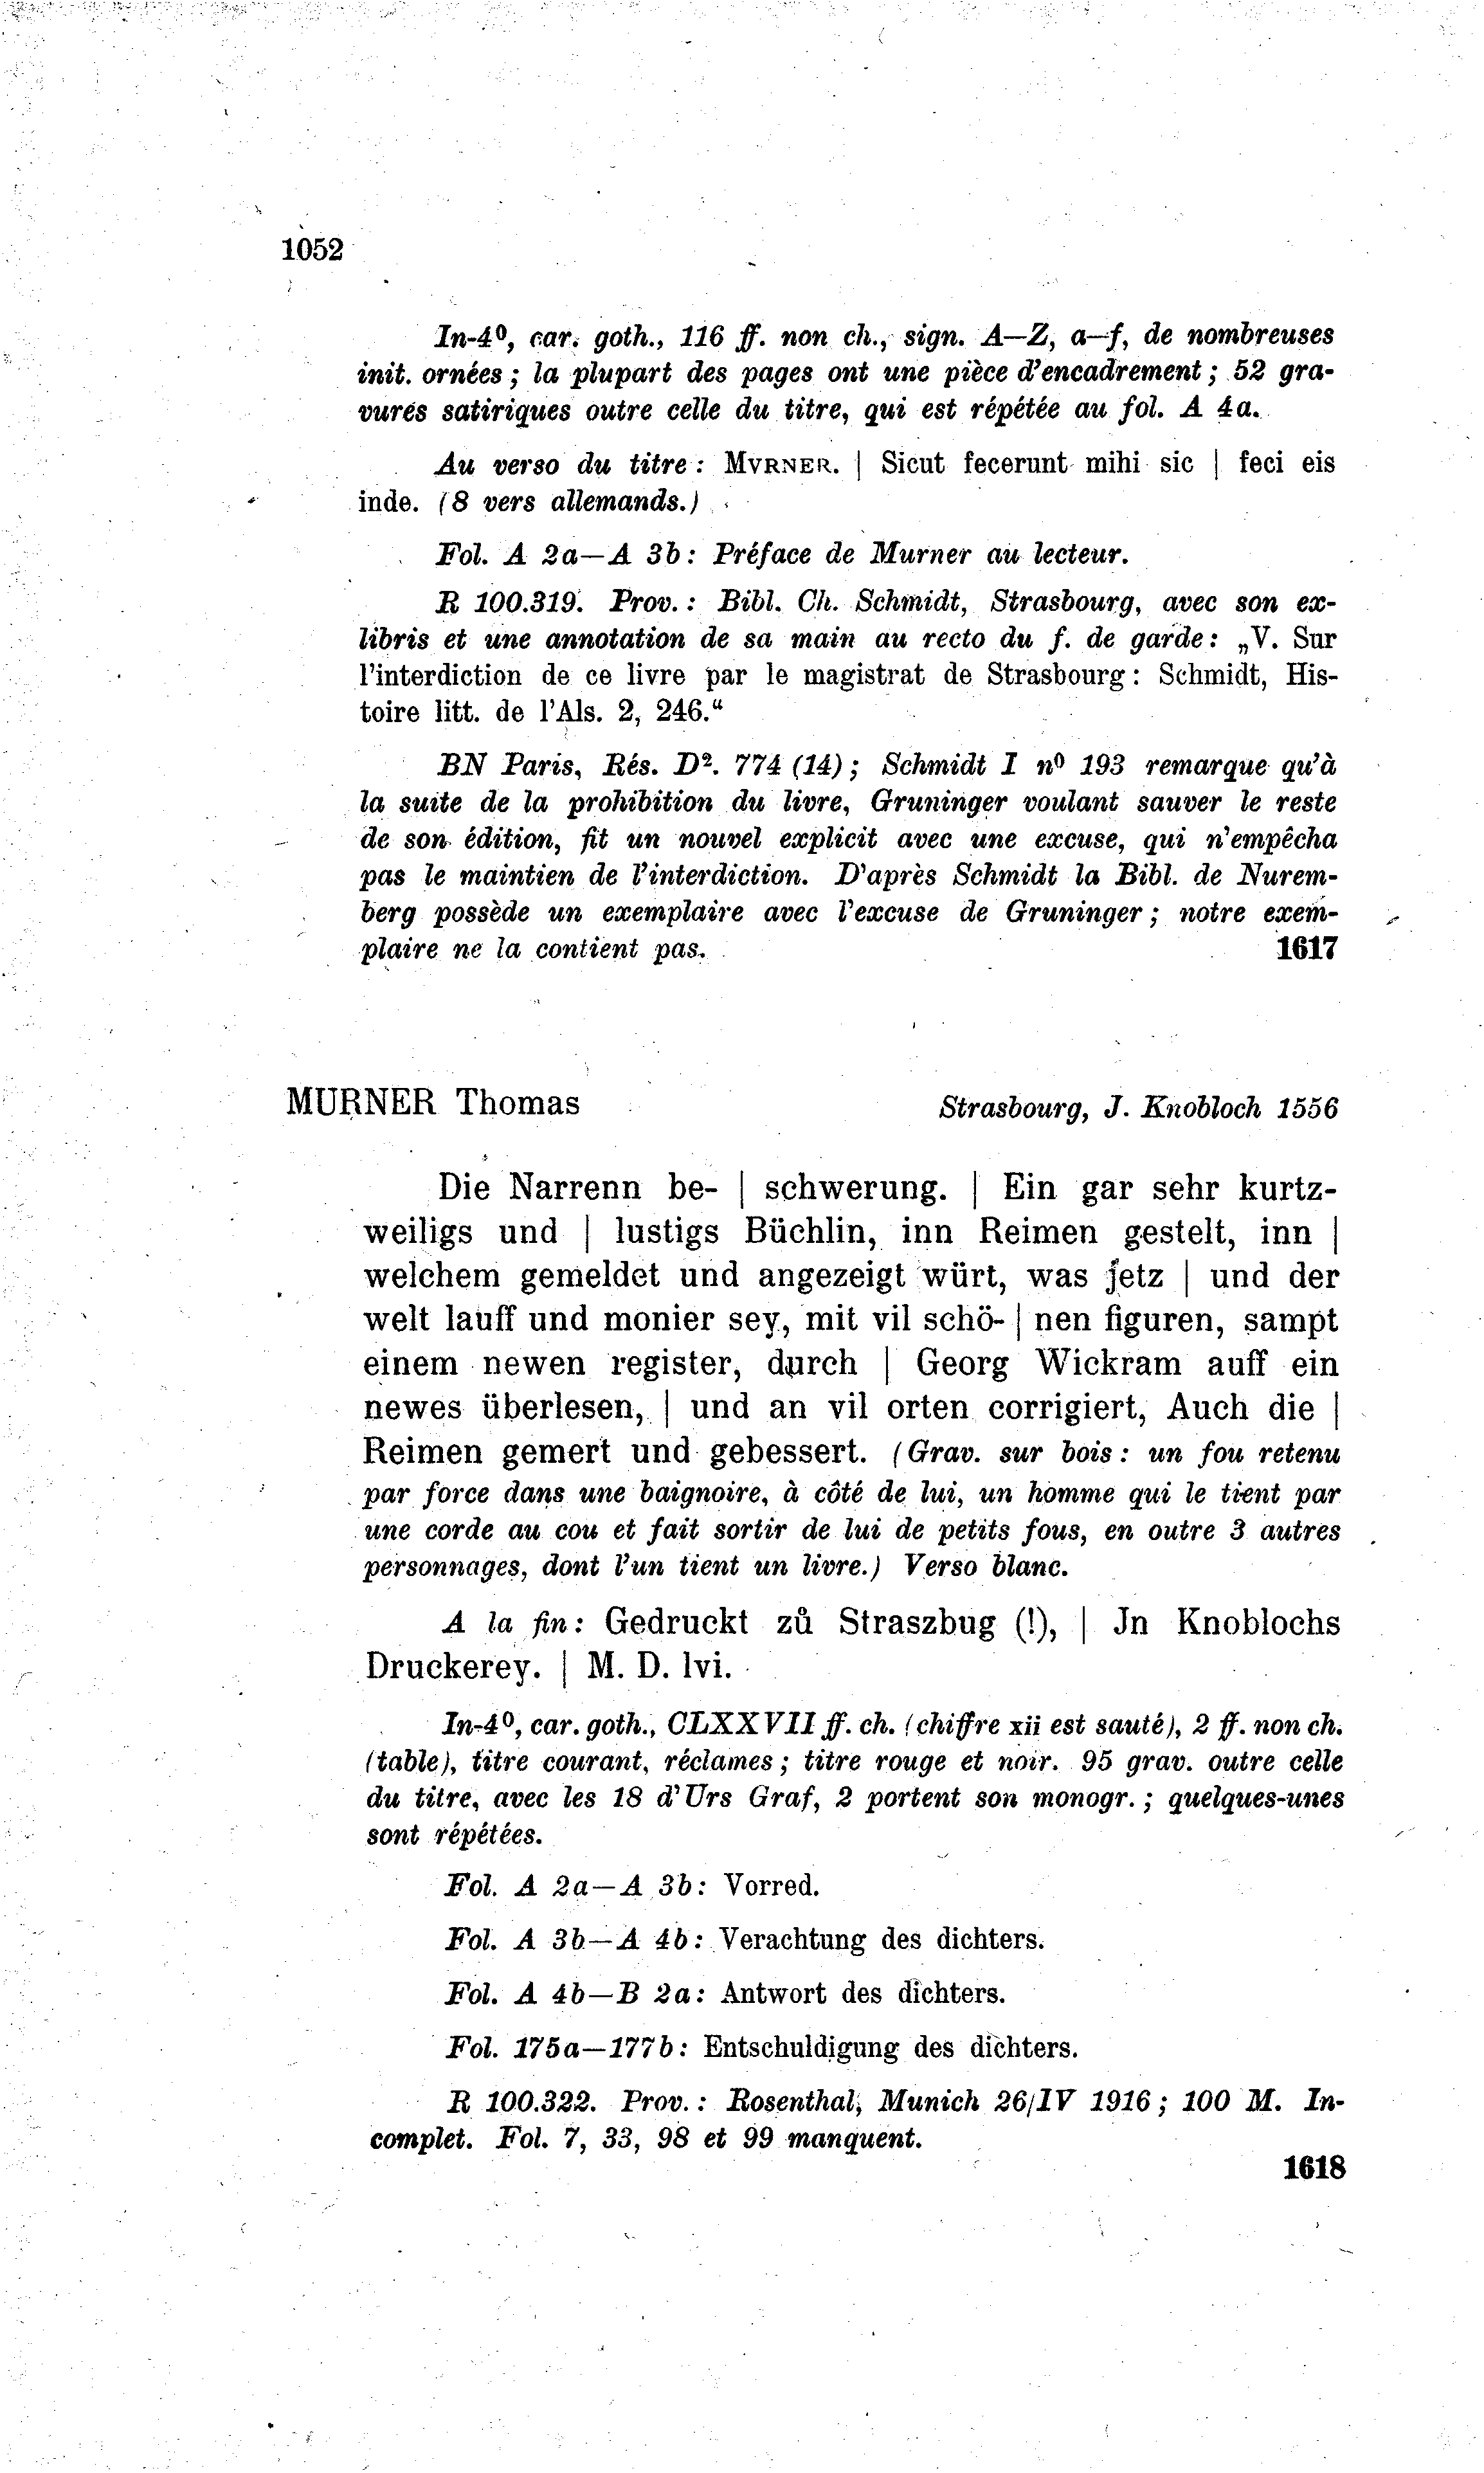 1052
In-4⁰, car. goth., 116 ff. non ch., sign. A—Z, a—f, de nombreuses
init. ornées ; la plupart des pages ont une pièce d'encadrement ; 52 gra-
vures satiriques outre celle du titre, qui est répétée au fol. A 4a.
Au verso du titre : MVRNER. | Sicut fecerunt mihi sic | feci eis
inde. (8 vers allemands.)
Fol. A 2a—A 3b : Préface de Murner au lecteur.
R 100.319. Prov. : Bibl. Ch. Schmidt, Strasbourg, avec son ex-
libris et une annotation de sa main au recto du f. de garde : „V. Sur
l'interdiction de ce livre par le magistrat de Strasbourg : Schmidt, His-
toire litt. de l'Als. 2, 246.“
BN Paris, Rés. D². 774 (14) ; Schmidt I n⁰ 193 remarque qu'à
la suite de la prohibition du livre, Gruninger voulant sauver le reste
de son édition, fit un nouvel explicit avec une excuse, qui n'empêcha
pas le maintien de l'interdiction. D'après Schmidt la Bibl. de Nurem-
berg possède un exemplaire avec l'excuse de Gruninger ; notre exem-
plaire ne la contient pas. 1617
MURNER Thomas Strasbourg, J. Knobloch 1556
Die Narrenn be- | schwerung. | Ein gar sehr kurtz-
weiligs und | lustigs Büchlin, inn Reimen gestelt, inn |
welchem gemeldet und angezeigt würt, was jetz | und der
welt lauff und monier sey, mit vil schö- | nen figuren, sampt
einem newen register, durch | Georg Wickram auff ein
newes überlesen, | und an vil orten corrigiert, Auch die |
Reimen gemert und gebessert. (Grav. sur bois : un fou retenu
par force dans une baignoire, à côté de lui, un homme qui le tient par
une corde au cou et fait sortir de lui de petits fous, en outre 3 autres
personnages, dont l'un tient un livre.) Verso blanc.
A la fin : Gedruckt zů Straszbug (!), | Jn Knoblochs
Druckerey. | M. D. lvi.
In-4⁰, car. goth., CLXXVII ff. ch. (chiffre xii est sauté), 2 ff. non ch.
(table), titre courant, réclames ; titre rouge et noir. 95 grav. outre celle
du titre, avec les 18 d'Urs Graf, 2 portent son monogr. ; quelques-unes
sont répétées.
Fol. A 2a—A 3b : Vorred.
Fol. A 3b—A 4b : Verachtung des dichters.
Fol. A 4b—B 2a : Antwort des dichters.
Fol. 175a—177b : Entschuldigung des dichters.
R 100.322. Prov. : Rosenthal, Munich 26/IV 1916 ; 100 M. In-
complet. Fol. 7, 33, 98 et 99 manquent.
1618